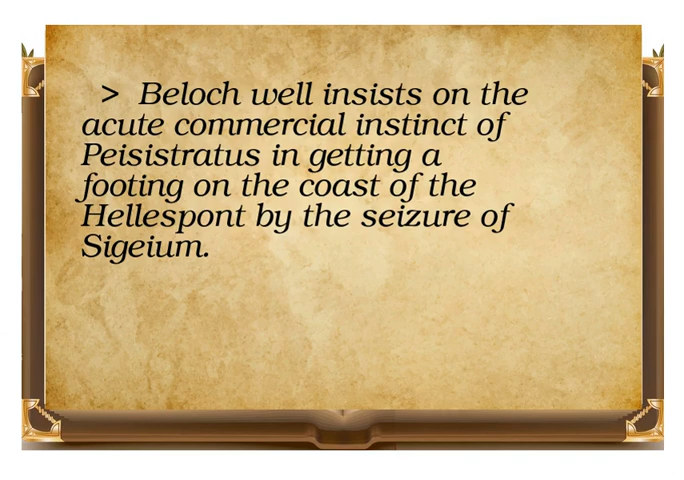 > Beloch well insists on the
acute commercial instinct of
Peisistratus in getting a
footing on the coast of the
Hellespont by the seizure of
Sigeium.